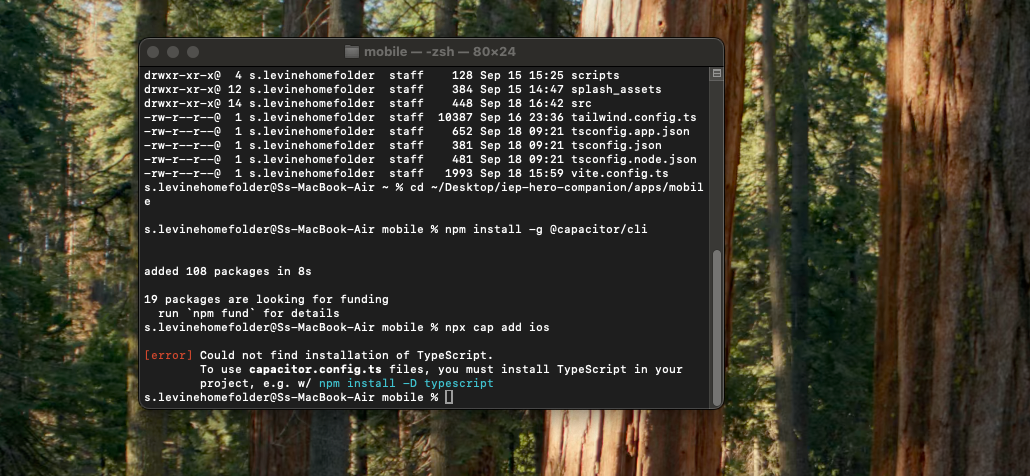 mobile — -zsh — 80×24
drwxr-xr-x@  4 s.levinehomefolder  staff    128 Sep 15 15:25 scripts
drwxr-xr-x@ 12 s.levinehomefolder  staff    384 Sep 15 14:47 splash_assets
drwxr-xr-x@ 14 s.levinehomefolder  staff    448 Sep 18 16:42 src
-rw-r--r--@  1 s.levinehomefolder  staff  10387 Sep 16 23:36 tailwind.config.ts
-rw-r--r--@  1 s.levinehomefolder  staff    652 Sep 18 09:21 tsconfig.app.json
-rw-r--r--@  1 s.levinehomefolder  staff    381 Sep 18 09:21 tsconfig.json
-rw-r--r--@  1 s.levinehomefolder  staff    481 Sep 18 09:21 tsconfig.node.json
-rw-r--r--@  1 s.levinehomefolder  staff   1993 Sep 18 15:59 vite.config.ts
s.levinehomefolder@Ss-MacBook-Air ~ % cd ~/Desktop/iep-hero-companion/apps/mobil
e
s.levinehomefolder@Ss-MacBook-Air mobile % npm install -g @capacitor/cli
added 108 packages in 8s
19 packages are looking for funding
  run `npm fund` for details
s.levinehomefolder@Ss-MacBook-Air mobile % npx cap add ios
[error] Could not find installation of TypeScript.
        To use capacitor.config.ts files, you must install TypeScript in your
        project, e.g. w/ npm install -D typescript
s.levinehomefolder@Ss-MacBook-Air mobile %